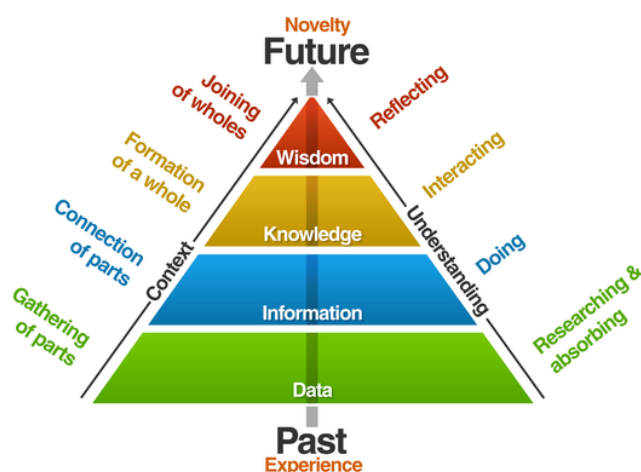 Novelty
Future
Joining
of wholes
Reflecting
Formation
of a whole
Wisdom
Interacting
Connection
of parts
Knowledge
Context
Understanding
Doing
Gathering
of parts
Information
Researching &
absorbing
Data
Past
Experience